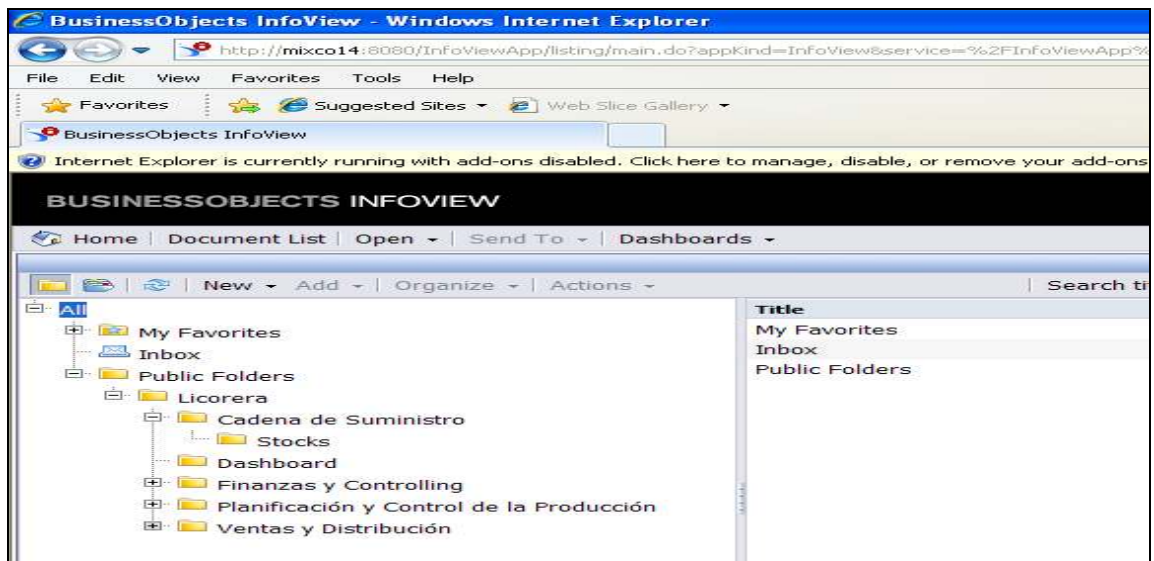 BusinessObjects InfoView - Windows Internet Explorer
http://mixco14:8080/InfoViewApp/listing/main.do?appKind=InfoView&service=%2FInfoViewApp%
File Edit View Favorites Tools Help
Favorites Suggested Sites Web Slice Gallery
BusinessObjects InfoView
Internet Explorer is currently running with add-ons disabled. Click here to manage, disable, or remove your add-ons
BUSINESSOBJECTS INFOVIEW
Home | Document List | Open | Send To | Dashboards
New Add | Organize | Actions | Search ti
All
My Favorites
Inbox
Public Folders
Licorera
Cadena de Suministro
Stocks
Dashboard
Finanzas y Controlling
Planificación y Control de la Producción
Ventas y Distribución
Title
My Favorites
Inbox
Public Folders